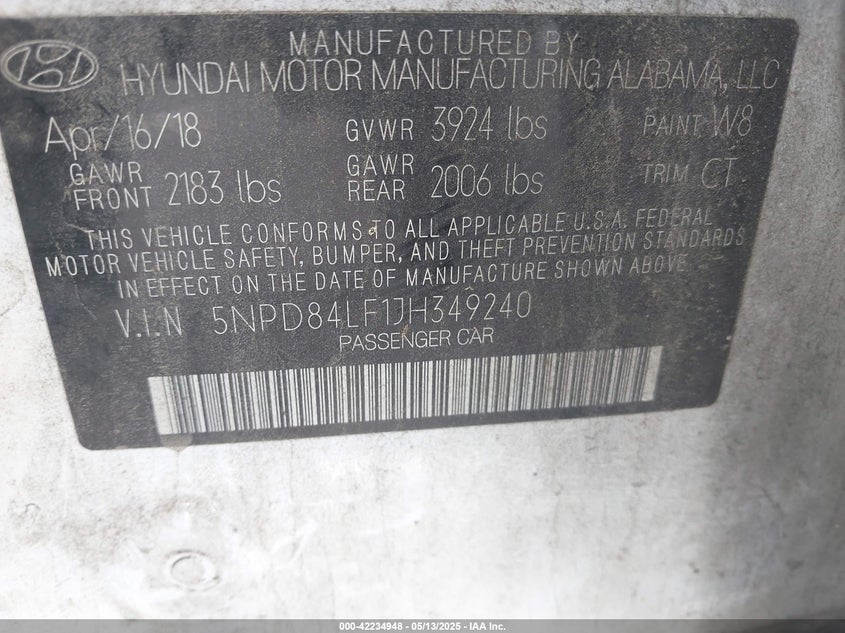 MANUFACTURED BY
HYUNDAI MOTOR MANUFACTURING ALABAMA, LLC
Apr/16/18 GVWR 3924 lbs PAINT W8
GAWR FRONT 2183 lbs GAWR REAR 2006 lbs TRIM CT
THIS VEHICLE CONFORMS TO ALL APPLICABLE U.S.A. FEDERAL
MOTOR VEHICLE SAFETY, BUMPER, AND THEFT PREVENTION STANDARDS
IN EFFECT ON THE DATE OF MANUFACTURE SHOWN ABOVE
V.I.N 5NPD84LF1JH349240
PASSENGER CAR
000-42234948 — 05/13/2025 — IAA Inc.